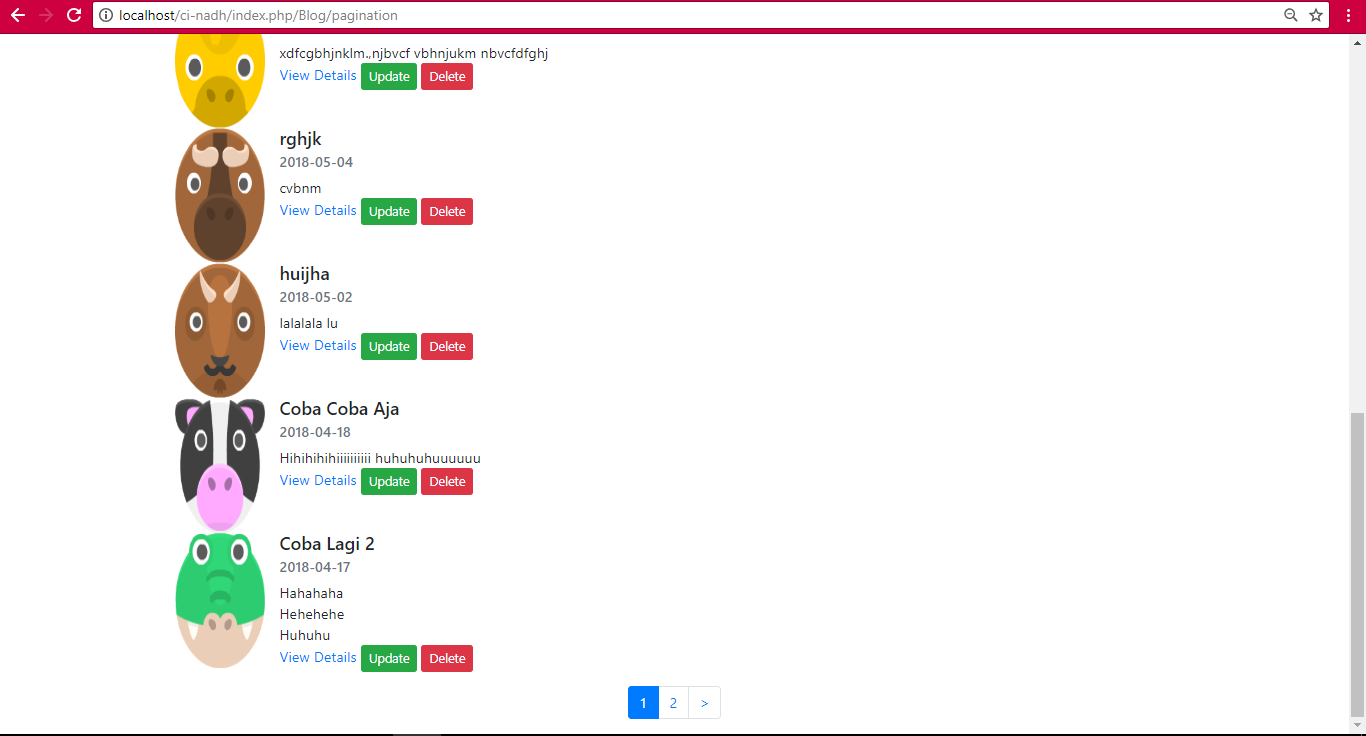 localhost/ci-nadh/index.php/Blog/pagination
xdfcgbhjnklm.,njbvcf vbhnjukm nbvcfdfghj
View Details Update Delete
rghjk
2018-05-04
cvbnm
View Details Update Delete
huijha
2018-05-02
lalalala lu
View Details Update Delete
Coba Coba Aja
2018-04-18
Hihihihihiiiiiiiiii huhuhuhuuuuuu
View Details Update Delete
Coba Lagi 2
2018-04-17
Hahahaha
Hehehehe
Huhuhu
View Details Update Delete
1 2 >